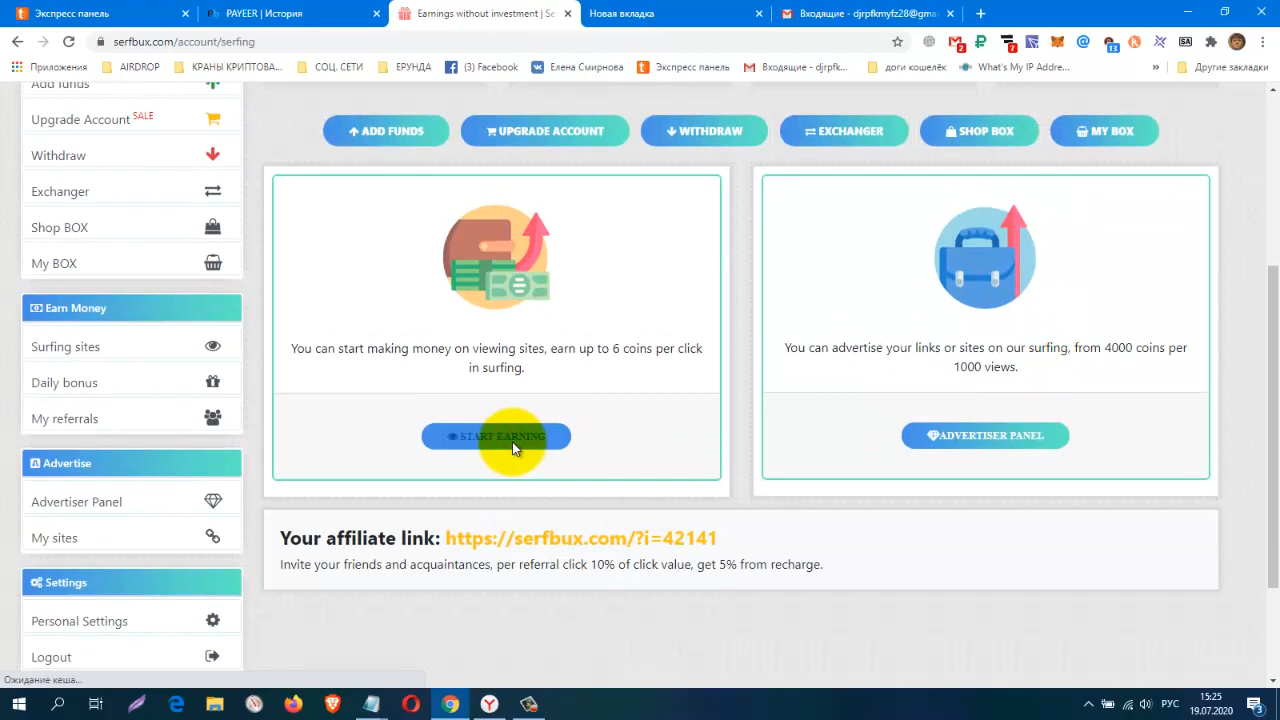 Экспресс панель
PAYEER | История
Earnings without investment | Se
Новая вкладка
Входящие - djrpfkmyfz28@gma
serfbux.com/account/serfing
2
7
13
SA
Приложения
AIRDROP
КРАНЫ КРИПТОВА...
СОЦ. СЕТИ
ЕРУНДА
(3) Facebook
Елена Смирнова
Экспресс панель
Входящие - djrpfk...
доги кошелёк
What's My IP Addre...
»
Другие закладки
Add funds
Upgrade Account SALE
Withdraw
Exchanger
Shop BOX
My BOX
Earn Money
Surfing sites
Daily bonus
My referrals
Advertise
Advertiser Panel
My sites
Settings
Personal Settings
Logout
ADD FUNDS
UPGRADE ACCOUNT
WITHDRAW
EXCHANGER
SHOP BOX
MY BOX
You can start making money on viewing sites, earn up to 6 coins per click
in surfing.
START EARNING
You can advertise your links or sites on our surfing, from 4000 coins per
1000 views.
ADVERTISER PANEL
Your affiliate link: https://serfbux.com/?i=42141
Invite your friends and acquaintances, per referral click 10% of click value, get 5% from recharge.
Ожидание кеша...
РУС
15:25
19.07.2020
3